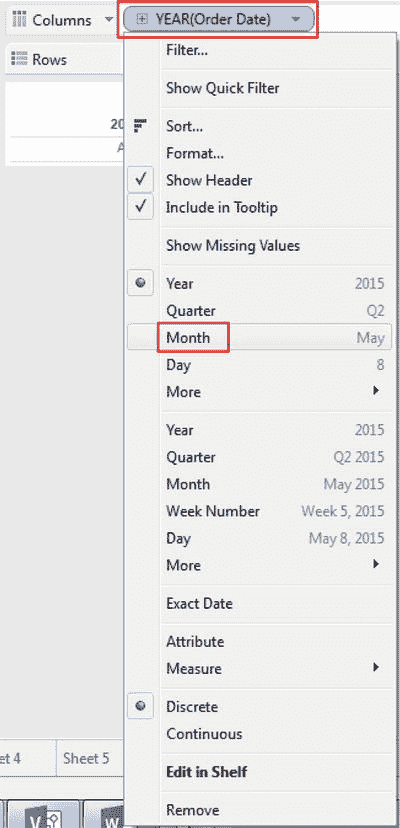 Columns YEAR(Order Date)
Filter...
Rows
Show Quick Filter
Sort...
Format...
Show Header
Include in Tooltip
Show Missing Values
Year 2015
Quarter Q2
Month May
Day 8
More
Year 2015
Quarter Q2 2015
Month May 2015
Week Number Week 5, 2015
Day May 8, 2015
More
Exact Date
Attribute
Measure
Discrete
Continuous
Sheet 5
Edit in Shelf
Remove